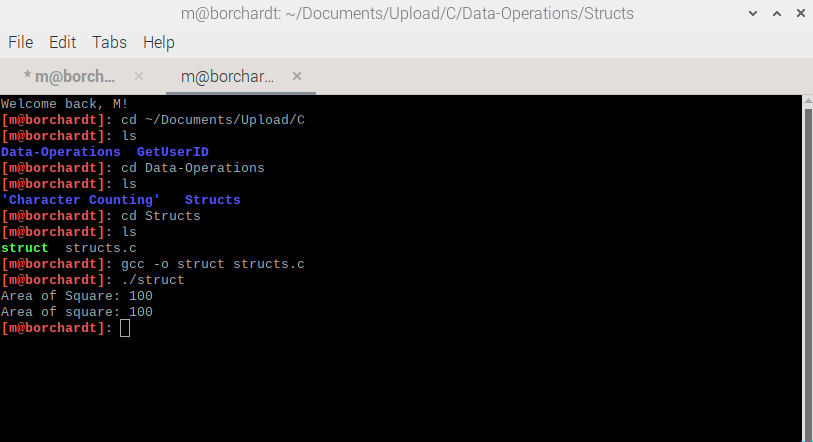 m@borchardt: ~/Documents/Upload/C/Data-Operations/Structs
File Edit Tabs Help
* m@borch... × m@borchar... ×
Welcome back, M!
[m@borchardt]: cd ~/Documents/Upload/C
[m@borchardt]: ls
Data-Operations  GetUserID
[m@borchardt]: cd Data-Operations
[m@borchardt]: ls
'Character Counting'   Structs
[m@borchardt]: cd Structs
[m@borchardt]: ls
struct  structs.c
[m@borchardt]: gcc -o struct structs.c
[m@borchardt]: ./struct
Area of Square: 100
Area of square: 100
[m@borchardt]: